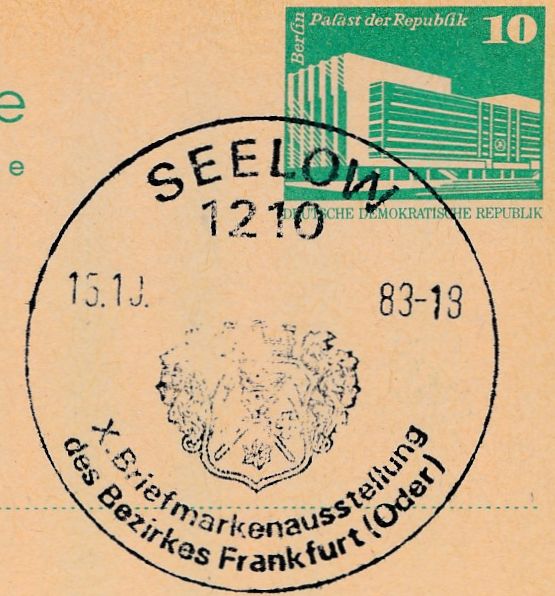 Berlin
Palast der Republik 10
DEUTSCHE DEMOKRATISCHE REPUBLIK
e
e
SEELOW
1210
15.10. 83-18
X. Briefmarkenausstellung
des Bezirkes Frankfurt (Oder)